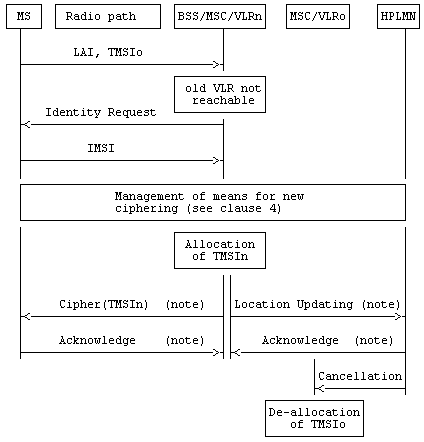 MS
Radio path
BSS/MSC/VLRn
MSC/VLRo
HPLMN
LAI, TMSIo
old VLR not
reachable
Identity Request
IMSI
Management of means for new
ciphering (see clause 4)
Allocation
of TMSIn
Cipher(TMSIn) (note)
Location Updating (note)
Acknowledge (note)
Acknowledge (note)
Cancellation
De-allocation
of TMSIo